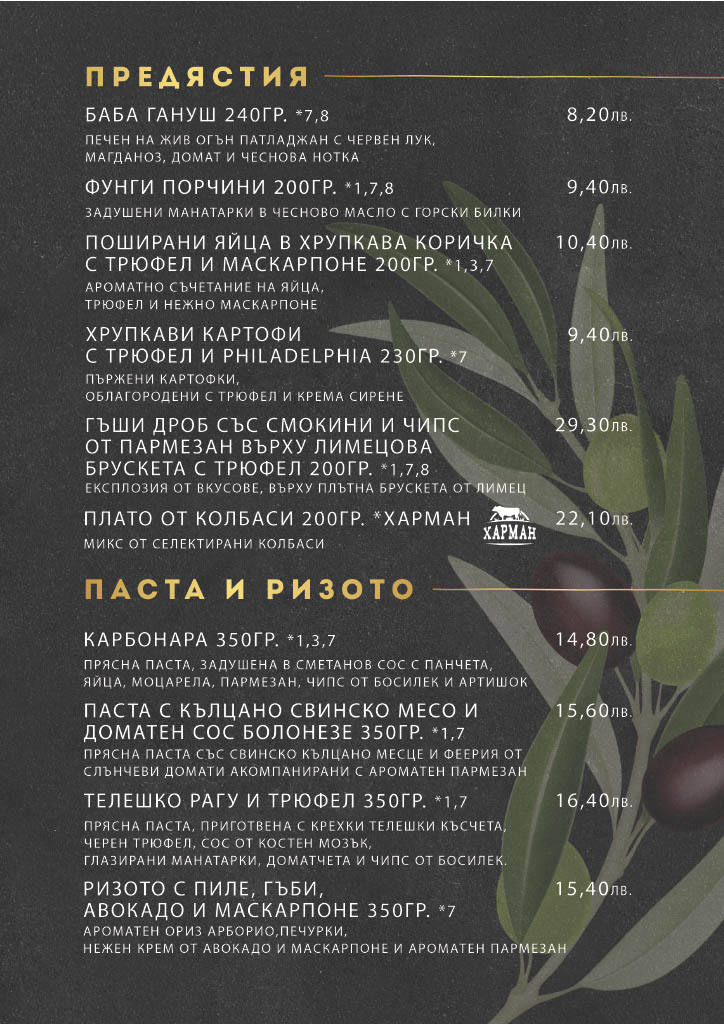 ПРЕДЯСТИЯ
БАБА ГАНУШ 240ГР. *7,8 8,20лв.
ПЕЧЕН НА ЖИВ ОГЪН ПАТЛАДЖАН С ЧЕРВЕН ЛУК,
МАГДАНОЗ, ДОМАТ И ЧЕСНОВА НОТКА
ФУНГИ ПОРЧИНИ 200ГР. *1,7,8 9,40лв.
ЗАДУШЕНИ МАНАТАРКИ В ЧЕСНОВО МАСЛО С ГОРСКИ БИЛКИ
ПОШИРАНИ ЯЙЦА В ХРУПКАВА КОРИЧКА 10,40лв.
С ТРЮФЕЛ И МАСКАРПОНЕ 200ГР. *1,3,7
АРОМАТНО СЪЧЕТАНИЕ НА ЯЙЦА,
ТРЮФЕЛ И НЕЖНО МАСКАРПОНЕ
ХРУПКАВИ КАРТОФИ 9,40лв.
С ТРЮФЕЛ И PHILADELPHIA 230ГР. *7
ПЪРЖЕНИ КАРТОФКИ,
ОБЛАГОРОДЕНИ С ТРЮФЕЛ И КРЕМА СИРЕНЕ
ГЪШИ ДРОБ СЪС СМОКИНИ И ЧИПС 29,30лв.
ОТ ПАРМЕЗАН ВЪРХУ ЛИМЕЦОВА
БРУСКЕТА С ТРЮФЕЛ 200ГР. *1,7,8
ЕКСПЛОЗИЯ ОТ ВКУСОВЕ, ВЪРХУ ПЛЪТНА БРУСКЕТА ОТ ЛИМЕЦ
ПЛАТО ОТ КОЛБАСИ 200ГР. *ХАРМАН ХАРМАН 22,10лв.
МИКС ОТ СЕЛЕКТИРАНИ КОЛБАСИ
ПАСТА И РИЗОТО
КАРБОНАРА 350ГР. *1,3,7 14,80лв.
ПРЯСНА ПАСТА, ЗАДУШЕНА В СМЕТАНОВ СОС С ПАНЧЕТА,
ЯЙЦА, МОЦАРЕЛА, ПАРМЕЗАН, ЧИПС ОТ БОСИЛЕК И АРТИШОК
ПАСТА С КЪЛЦАНО СВИНСКО МЕСО И 15,60лв.
ДОМАТЕН СОС БОЛОНЕЗЕ 350ГР. *1,7
ПРЯСНА ПАСТА СЪС СВИНСКО КЪЛЦАНО МЕСЦЕ И ФЕЕРИЯ ОТ
СЛЪНЧЕВИ ДОМАТИ АКОМПАНИРАНИ С АРОМАТЕН ПАРМЕЗАН
ТЕЛЕШКО РАГУ И ТРЮФЕЛ 350ГР. *1,7 16,40лв.
ПРЯСНА ПАСТА, ПРИГОТВЕНА С КРЕХКИ ТЕЛЕШКИ КЪСЧЕТА,
ЧЕРЕН ТРЮФЕЛ, СОС ОТ КОСТЕН МОЗЪК,
ГЛАЗИРАНИ МАНАТАРКИ, ДОМАТЧЕТА И ЧИПС ОТ БОСИЛЕК.
РИЗОТО С ПИЛЕ, ГЪБИ, 15,40лв.
АВОКАДО И МАСКАРПОНЕ 350ГР. *7
АРОМАТЕН ОРИЗ АРБОРИО,ПЕЧУРКИ,
НЕЖЕН КРЕМ ОТ АВОКАДО И МАСКАРПОНЕ И АРОМАТЕН ПАРМЕЗАН